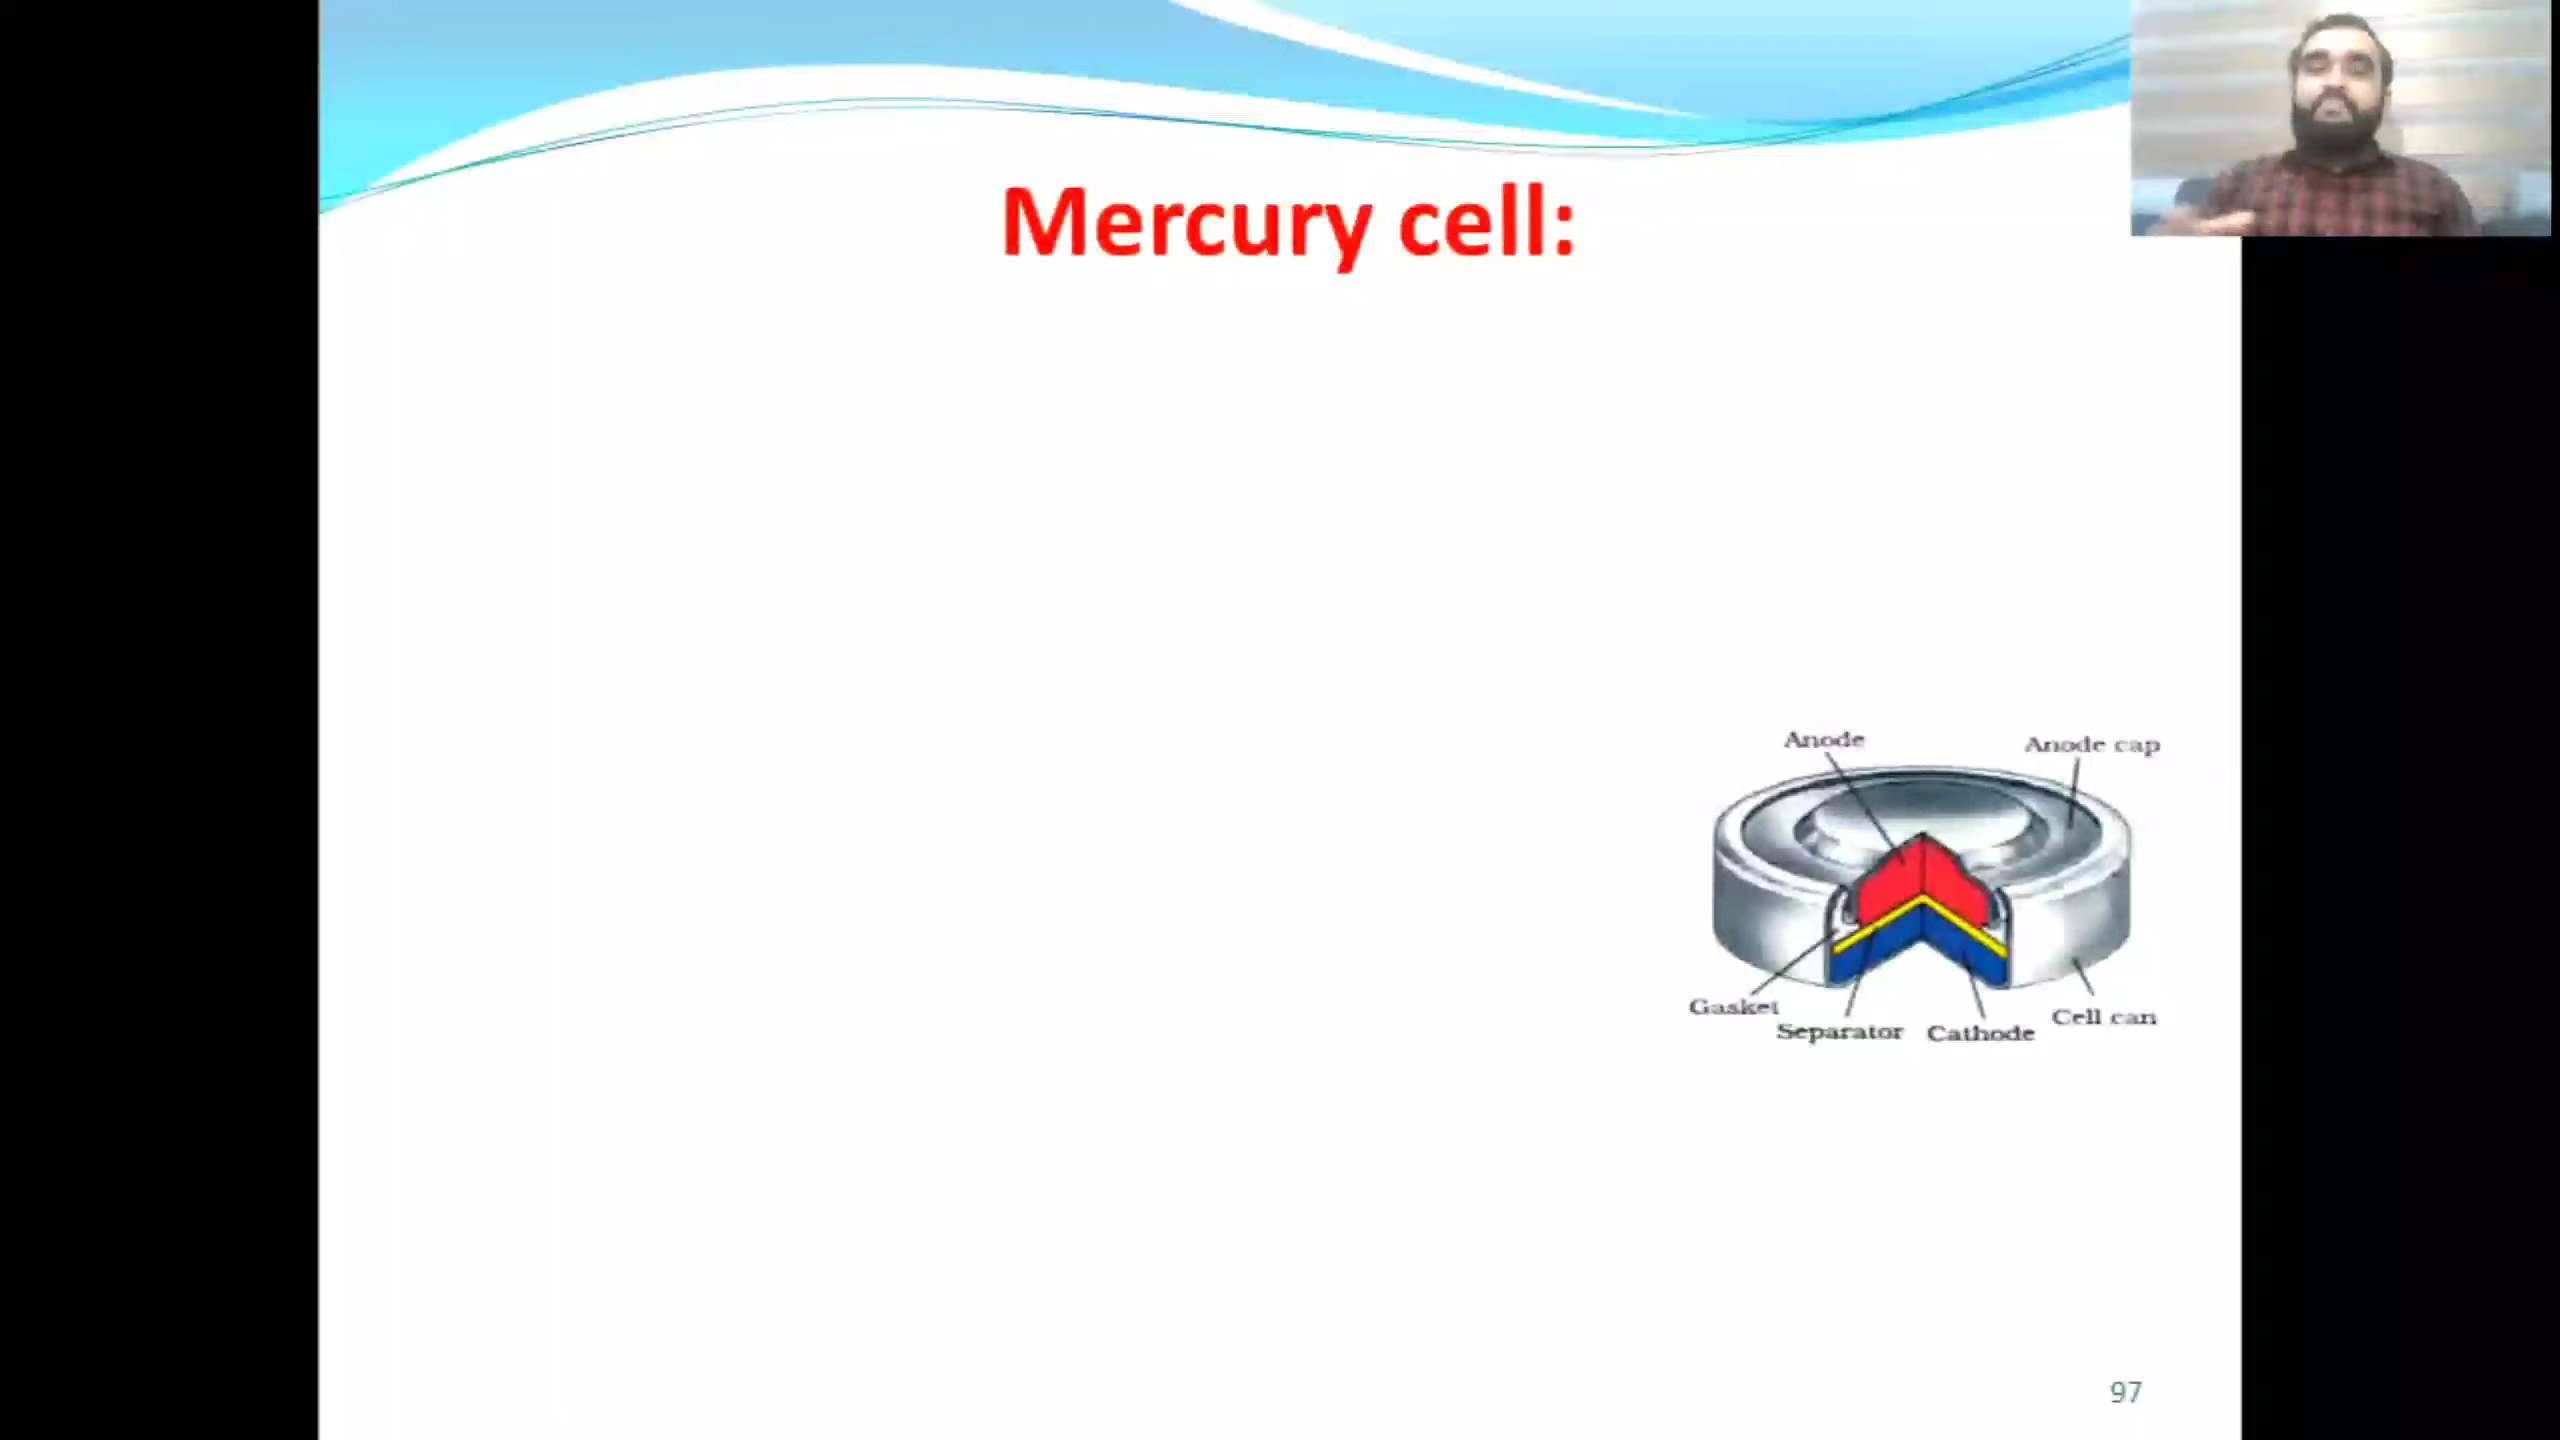 Mercury cell:
Anode
Anode cap
Gasket
Separator
Cathode
Cell can
97